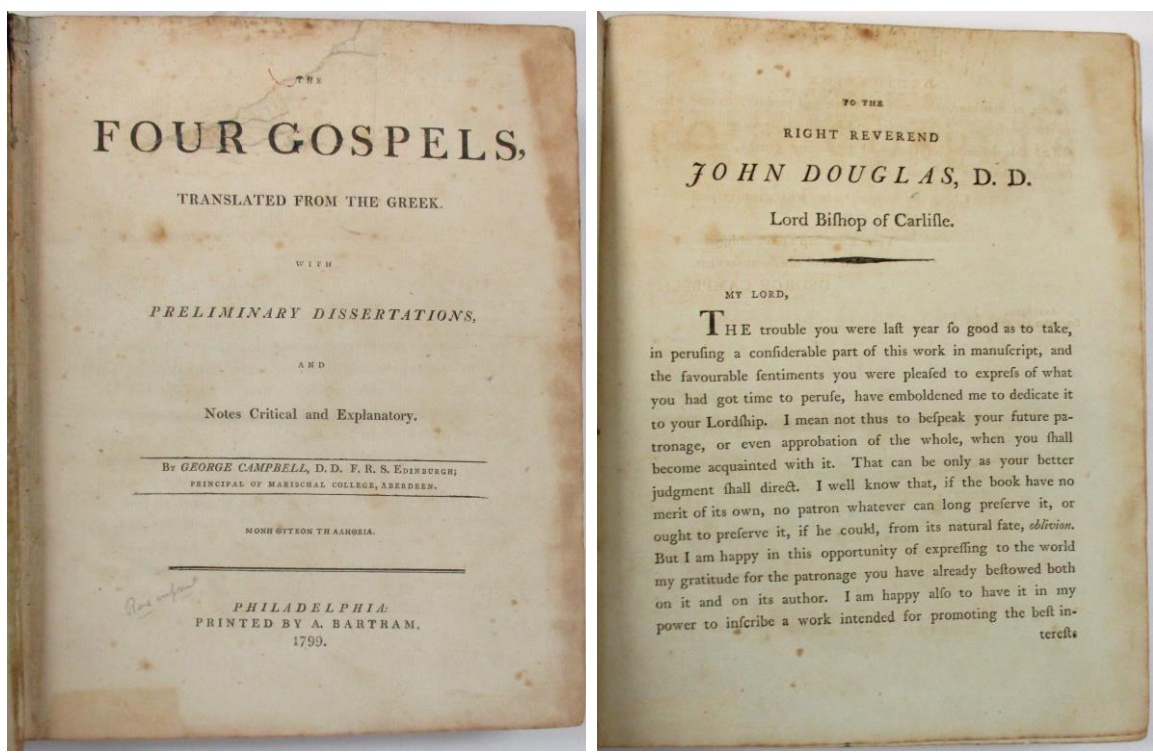 THE
FOUR GOSPELS,
TRANSLATED FROM THE GREEK.
WITH
PRELIMINARY DISSERTATIONS,
AND
Notes Critical and Explanatory.
By GEORGE CAMPBELL, D. D. F. R. S. EDINBURGH;
PRINCIPAL OF MARISCHAL COLLEGE, ABERDEEN.
ΜΟΝΗ ΘΥΤΕΟΝ ΤΗ ΑΛΗΘΕΙΑ.
Rare imprint
PHILADELPHIA:
PRINTED BY A. BARTRAM.
1799.
TO THE
RIGHT REVEREND
JOHN DOUGLAS, D. D.
Lord Biſhop of Carliſle.
MY LORD,
THE trouble you were laſt year ſo good as to take,
in peruſing a conſiderable part of this work in manuſcript, and
the favourable ſentiments you were pleaſed to expreſs of what
you had got time to peruſe, have emboldened me to dedicate it
to your Lordſhip. I mean not thus to beſpeak your future pa-
tronage, or even approbation of the whole, when you ſhall
become acquainted with it. That can be only as your better
judgment ſhall direct. I well know that, if the book have no
merit of its own, no patron whatever can long preſerve it, or
ought to preſerve it, if he could, from its natural fate, oblivion.
But I am happy in this opportunity of expreſſing to the world
my gratitude for the patronage you have already beſtowed both
on it and on its author. I am happy alſo to have it in my
power to inſcribe a work intended for promoting the beſt in-
tereſts